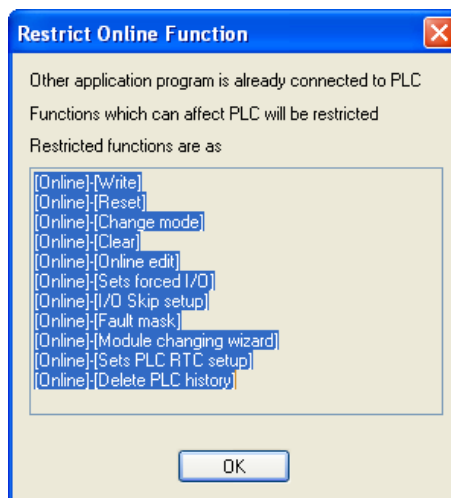 Restrict Online Function
Other application program is already connected to PLC
Functions which can affect PLC will be restricted
Restricted functions are as
[Online]-[Write]
[Online]-[Reset]
[Online]-[Change mode]
[Online]-[Clear]
[Online]-[Online edit]
[Online]-[Sets forced I/O]
[Online]-[I/O Skip setup]
[Online]-[Fault mask]
[Online]-[Module changing wizard]
[Online]-[Sets PLC RTC setup]
[Online]-[Delete PLC history]
OK